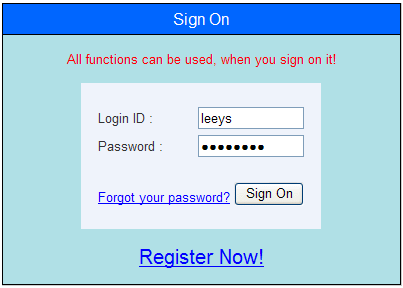 Sign On
All functions can be used, when you sign on it!
Login ID : leeys
Password : ●●●●●●●●
Forgot your password? Sign On
Register Now!